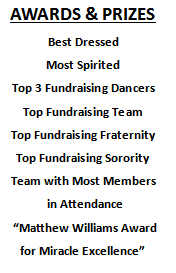 AWARDS & PRIZES
Best Dressed
Most Spirited
Top 3 Fundraising Dancers
Top Fundraising Team
Top Fundraising Fraternity
Top Fundraising Sorority
Team with Most Members
in Attendance
“Matthew Williams Award
for Miracle Excellence”